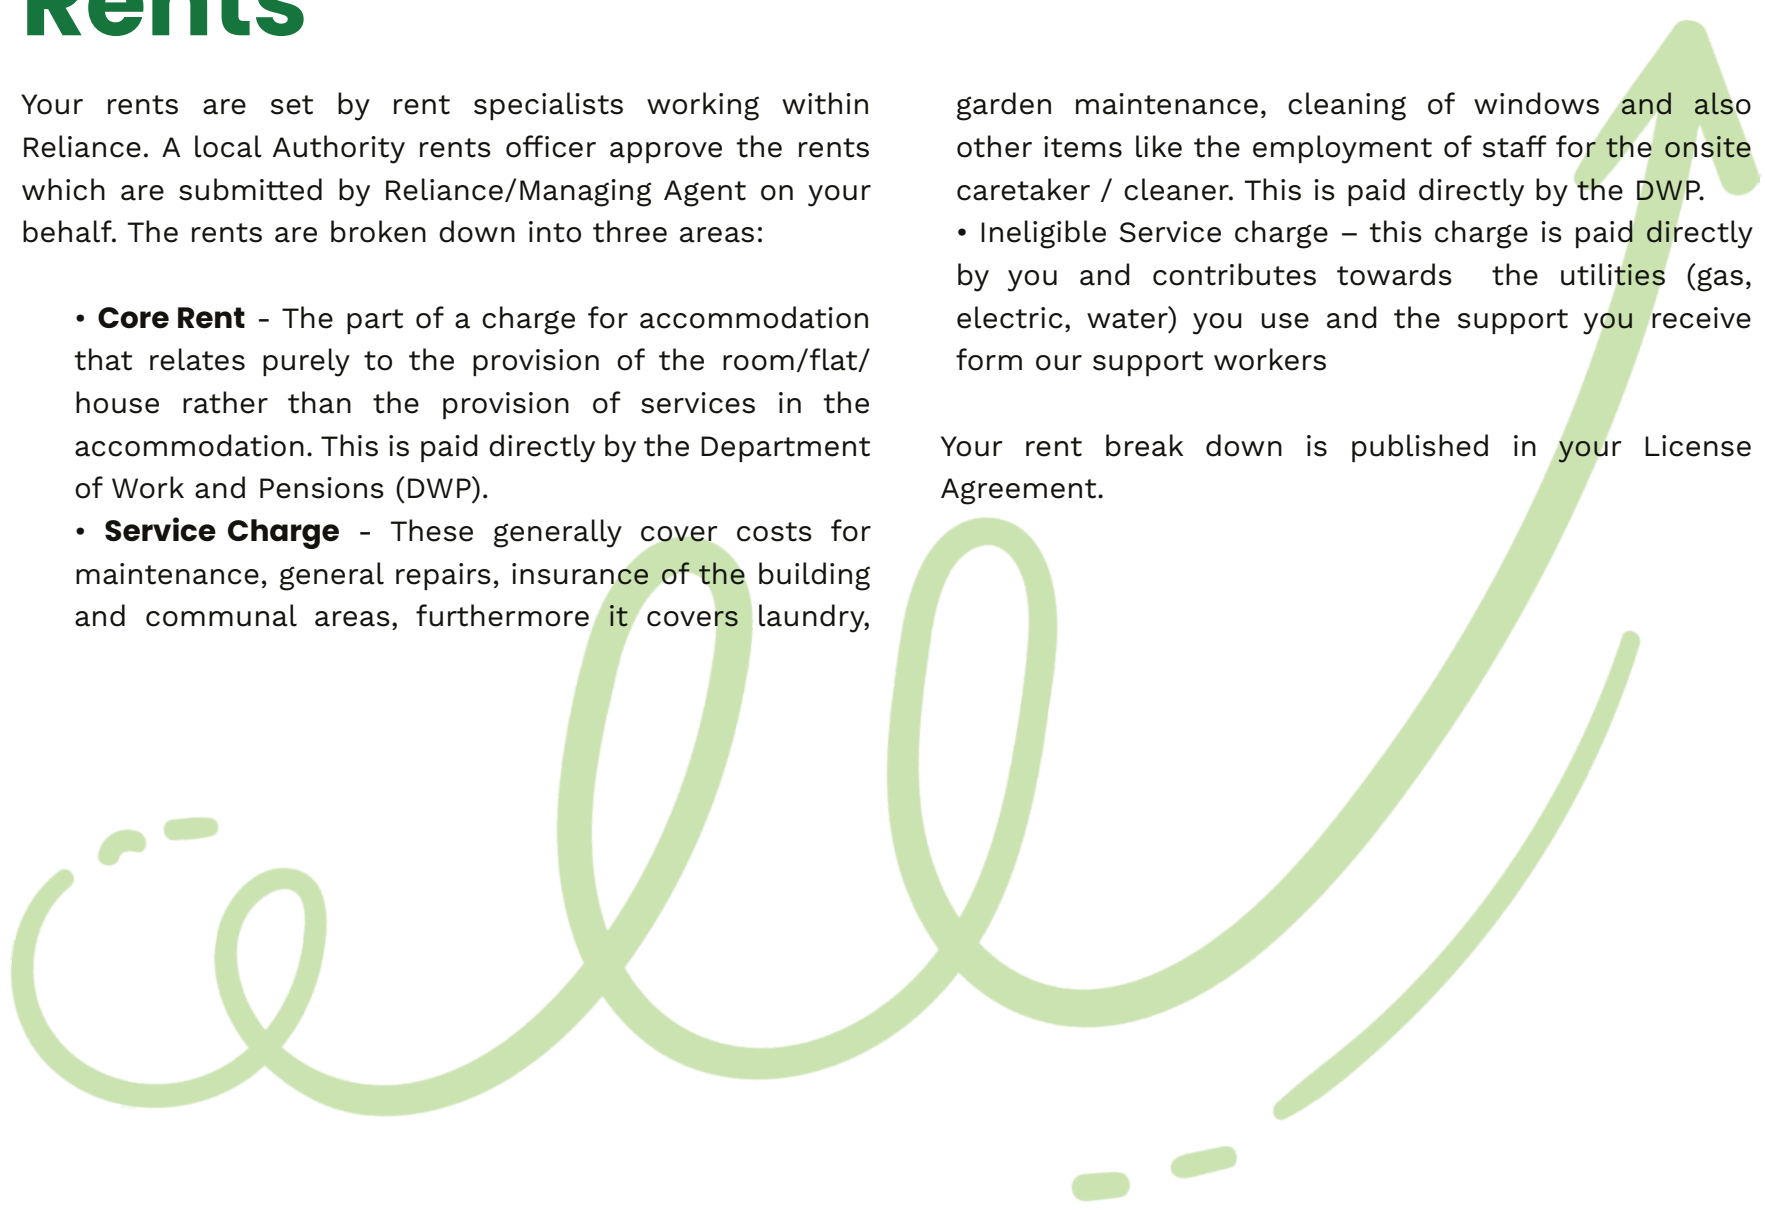 Rents
Your rents are set by rent specialists working within
Reliance. A local Authority rents officer approve the rents
which are submitted by Reliance/Managing Agent on your
behalf. The rents are broken down into three areas:
• Core Rent - The part of a charge for accommodation
that relates purely to the provision of the room/flat/
house rather than the provision of services in the
accommodation. This is paid directly by the Department
of Work and Pensions (DWP).
• Service Charge - These generally cover costs for
maintenance, general repairs, insurance of the building
and communal areas, furthermore it covers laundry,
garden maintenance, cleaning of windows and also
other items like the employment of staff for the onsite
caretaker / cleaner. This is paid directly by the DWP.
• Ineligible Service charge – this charge is paid directly
by you and contributes towards the utilities (gas,
electric, water) you use and the support you receive
form our support workers
Your rent break down is published in your License
Agreement.